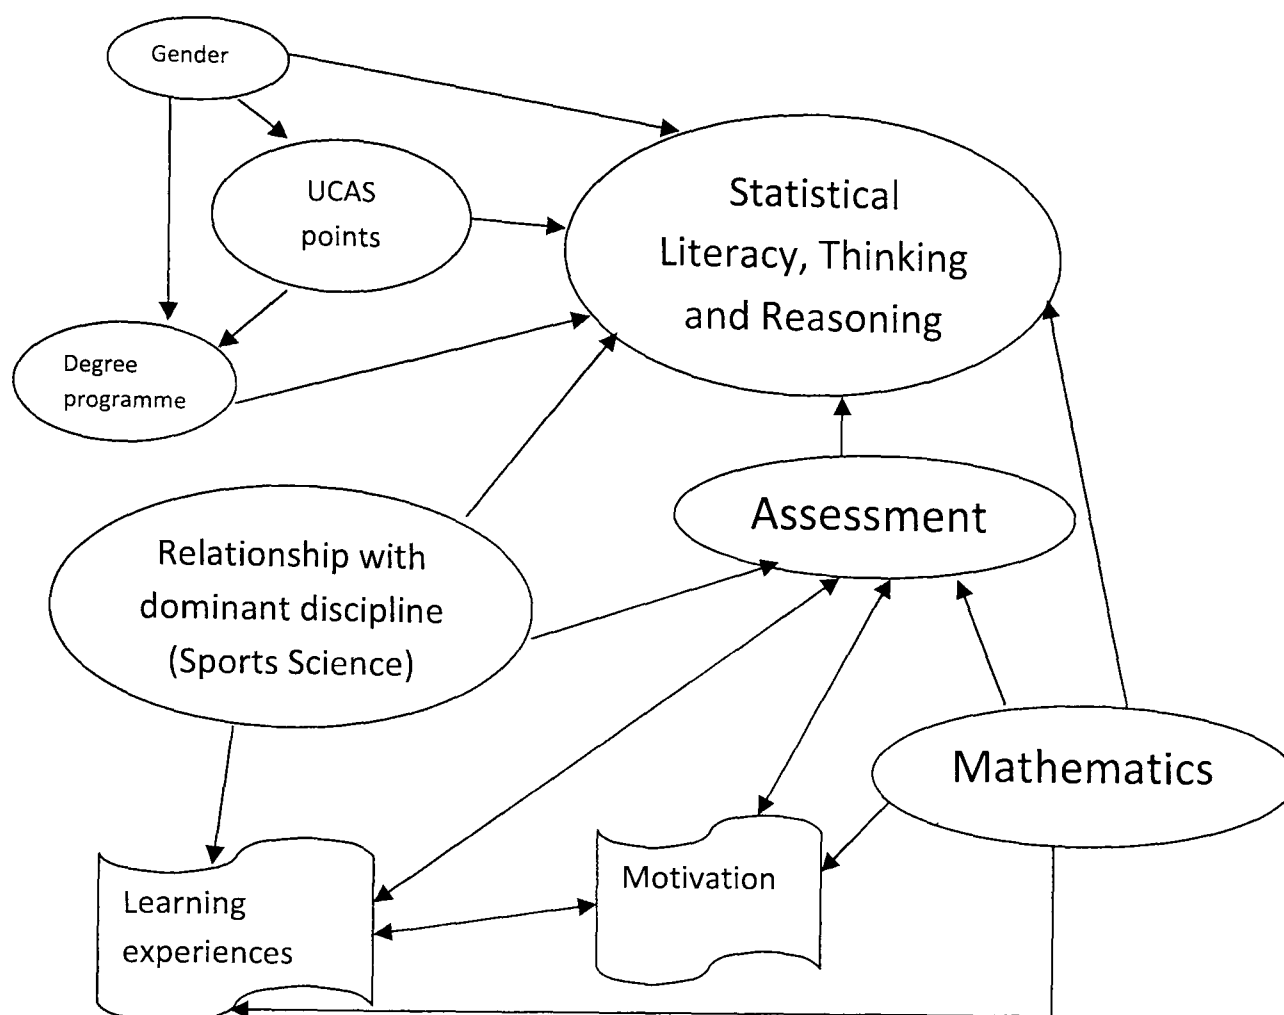 Gender
UCAS
points
Statistical
Literacy, Thinking
and Reasoning
Degree
programme
Assessment
Relationship with
dominant discipline
(Sports Science)
Mathematics
Motivation
Learning
experiences